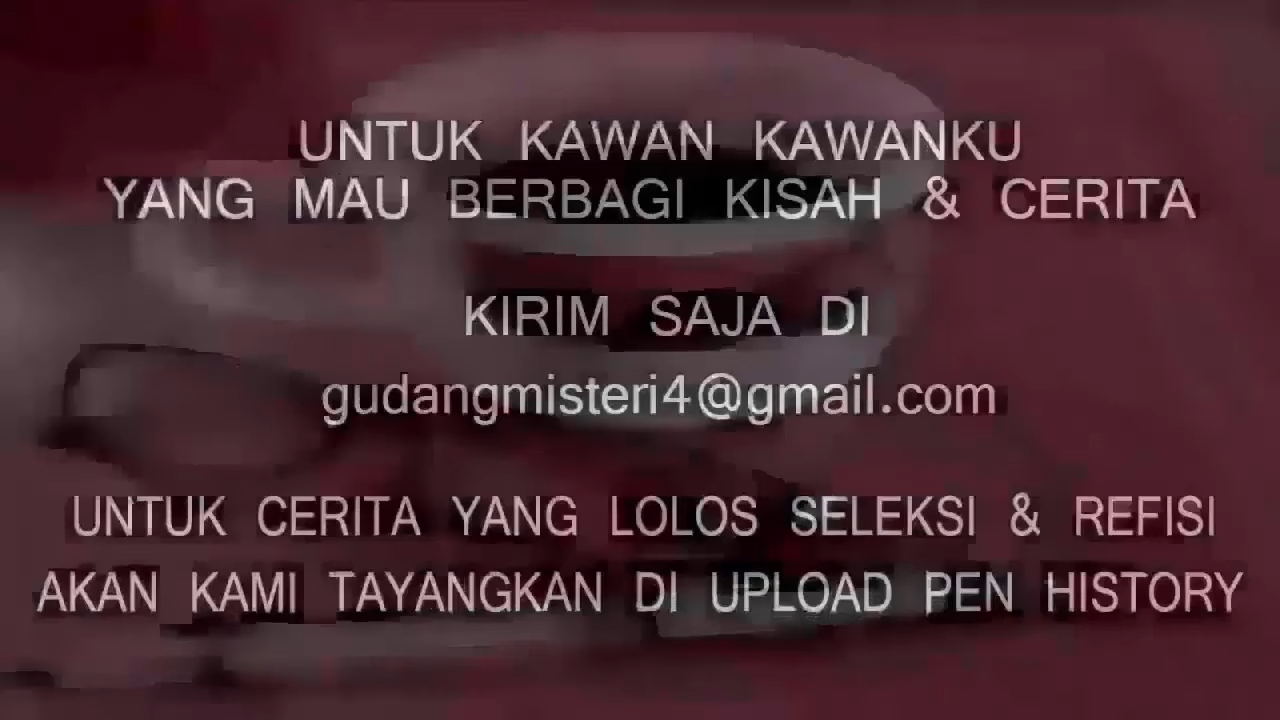 UNTUK KAWAN KAWANKU
YANG MAU BERBAGI KISAH & CERITA
KIRIM SAJA DI
gudangmisteri4@gmail.com
UNTUK CERITA YANG LOLOS SELEKSI & REFISI
AKAN KAMI TAYANGKAN DI UPLOAD PEN HISTORY